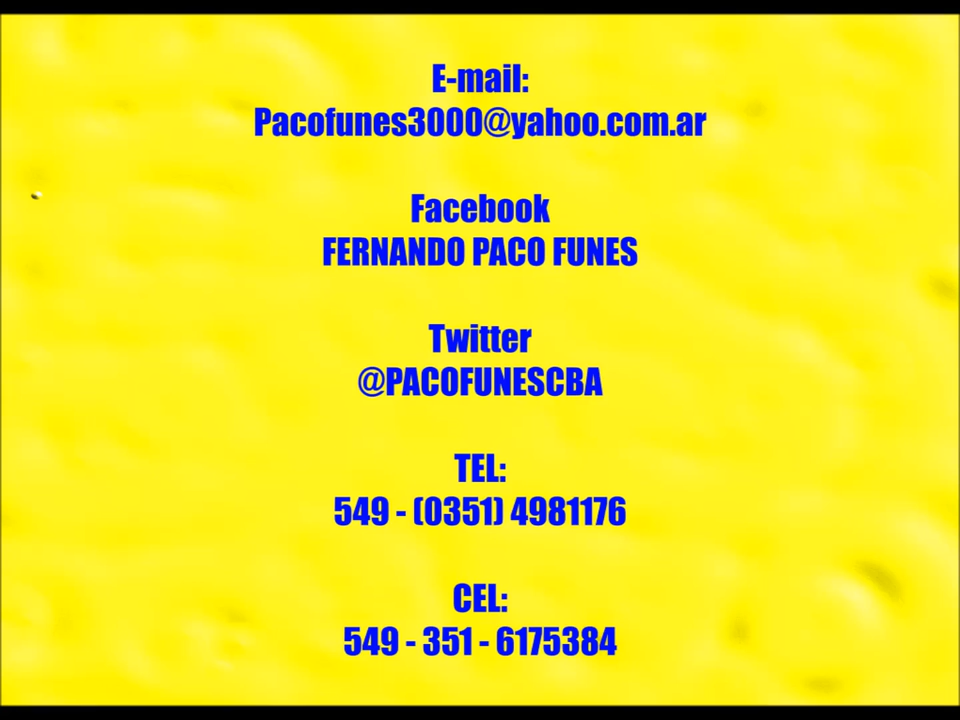 E-mail:
Pacofunes3000@yahoo.com.ar
Facebook
FERNANDO PACO FUNES
Twitter
@PACOFUNESCBA
TEL:
549 - (0351) 4981176
CEL:
549 - 351 - 6175384